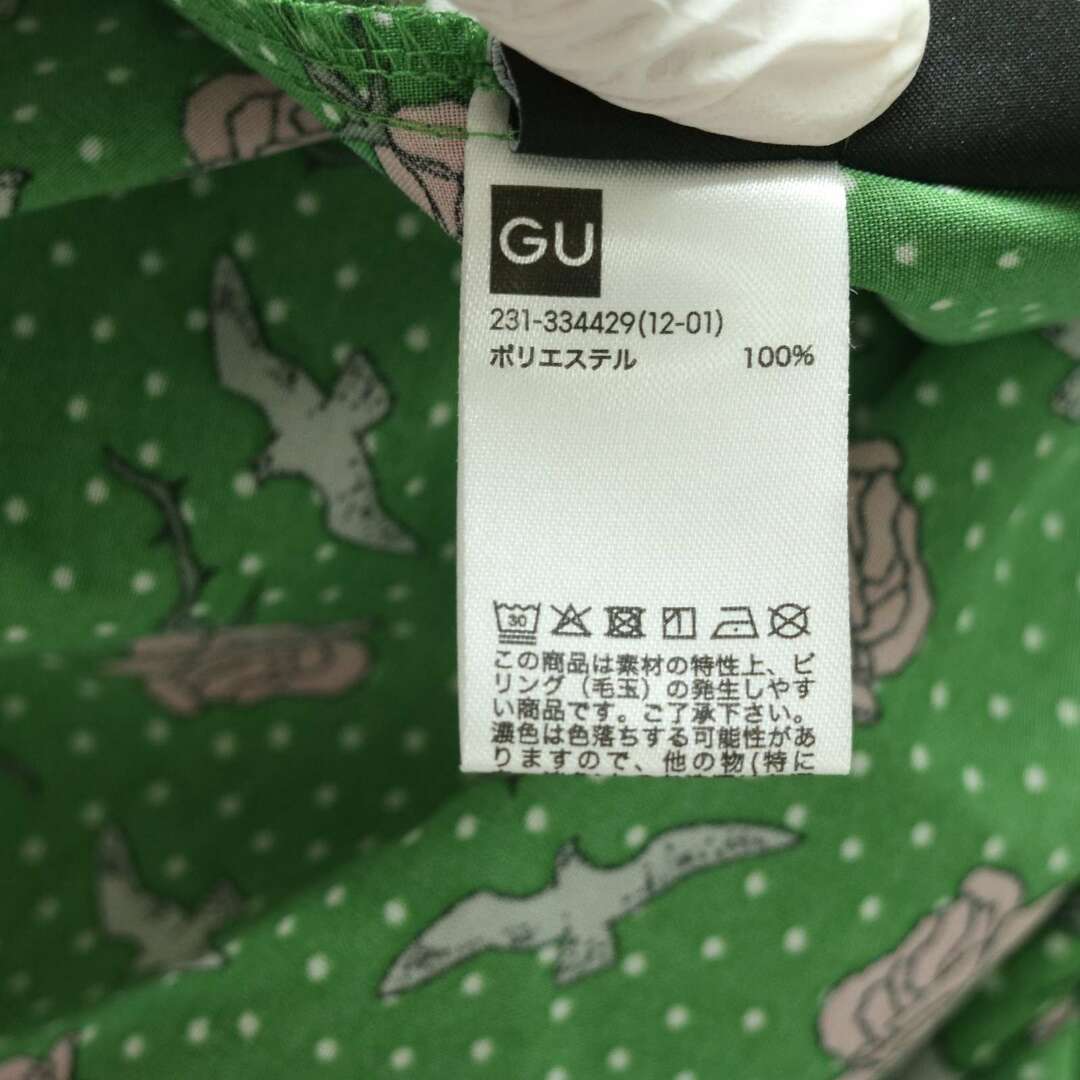 GU
231-334429(12-01)
ポリエステル 100%
30
この商品は素材の特性上、ピ
リング（毛玉）の発生しやす
い商品です。ご了承下さい。
濃色は色落ちする可能性があ
りますので、他の物(特に